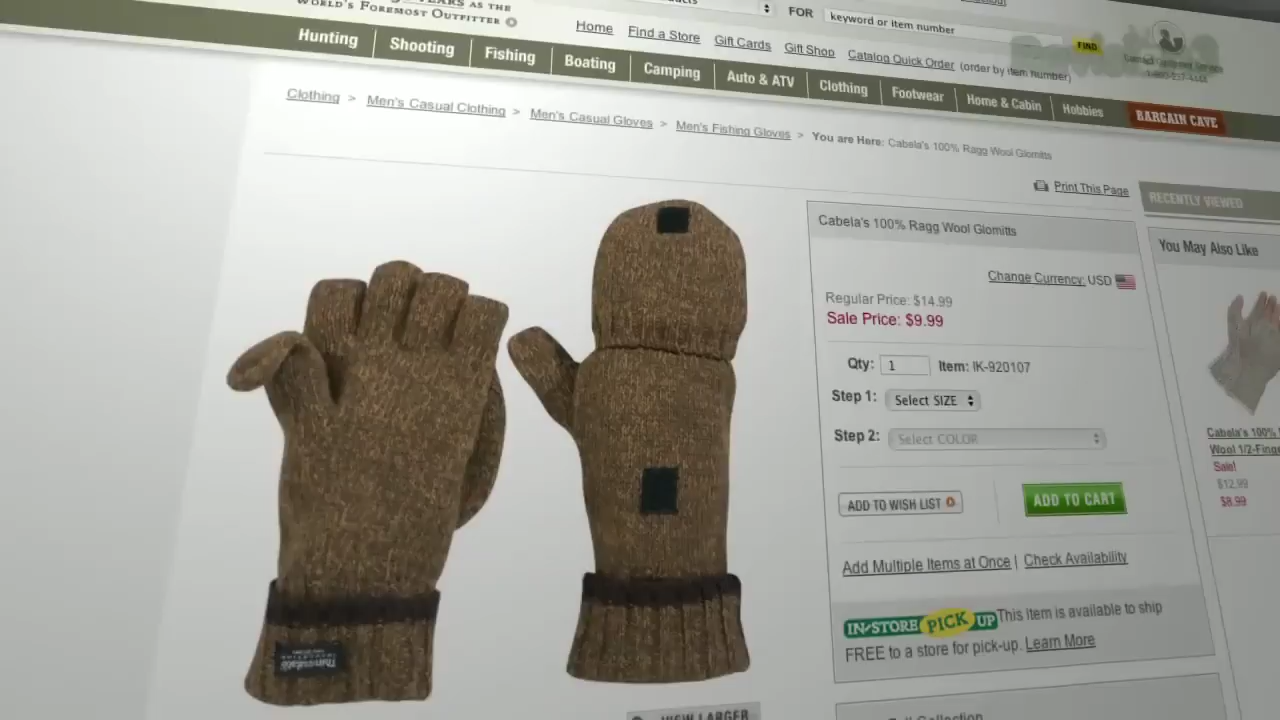 YEARS AS THE
WORLD'S FOREMOST OUTFITTER
FOR
keyword or item number
FIND
Home
Find a Store
Gift Cards
Gift Shop
Catalog Quick Order (order by item number)
Hunting
Shooting
Fishing
Boating
Camping
Auto & ATV
Clothing
Footwear
Home & Cabin
Hobbies
BARGAIN CAVE
Clothing > Men's Casual Clothing > Men's Casual Gloves > Men's Fishing Gloves > You are Here: Cabela's 100% Ragg Wool Glomitts
Print This Page
RECENTLY VIEWED
Cabela's 100% Ragg Wool Glomitts
You May Also Like
Change Currency: USD
Regular Price: $14.99
Sale Price: $9.99
Qty: 1 Item: IK-920107
Step 1: Select SIZE
Step 2: Select COLOR
Cabela's 100%
Wool 1/2-Finge
Sale!
$12.99
$8.99
ADD TO WISH LIST
ADD TO CART
Add Multiple Items at Once | Check Availability
IN-STORE PICK UP This item is available to ship
FREE to a store for pick-up. Learn More
Thinsulate
VIEW LARGER